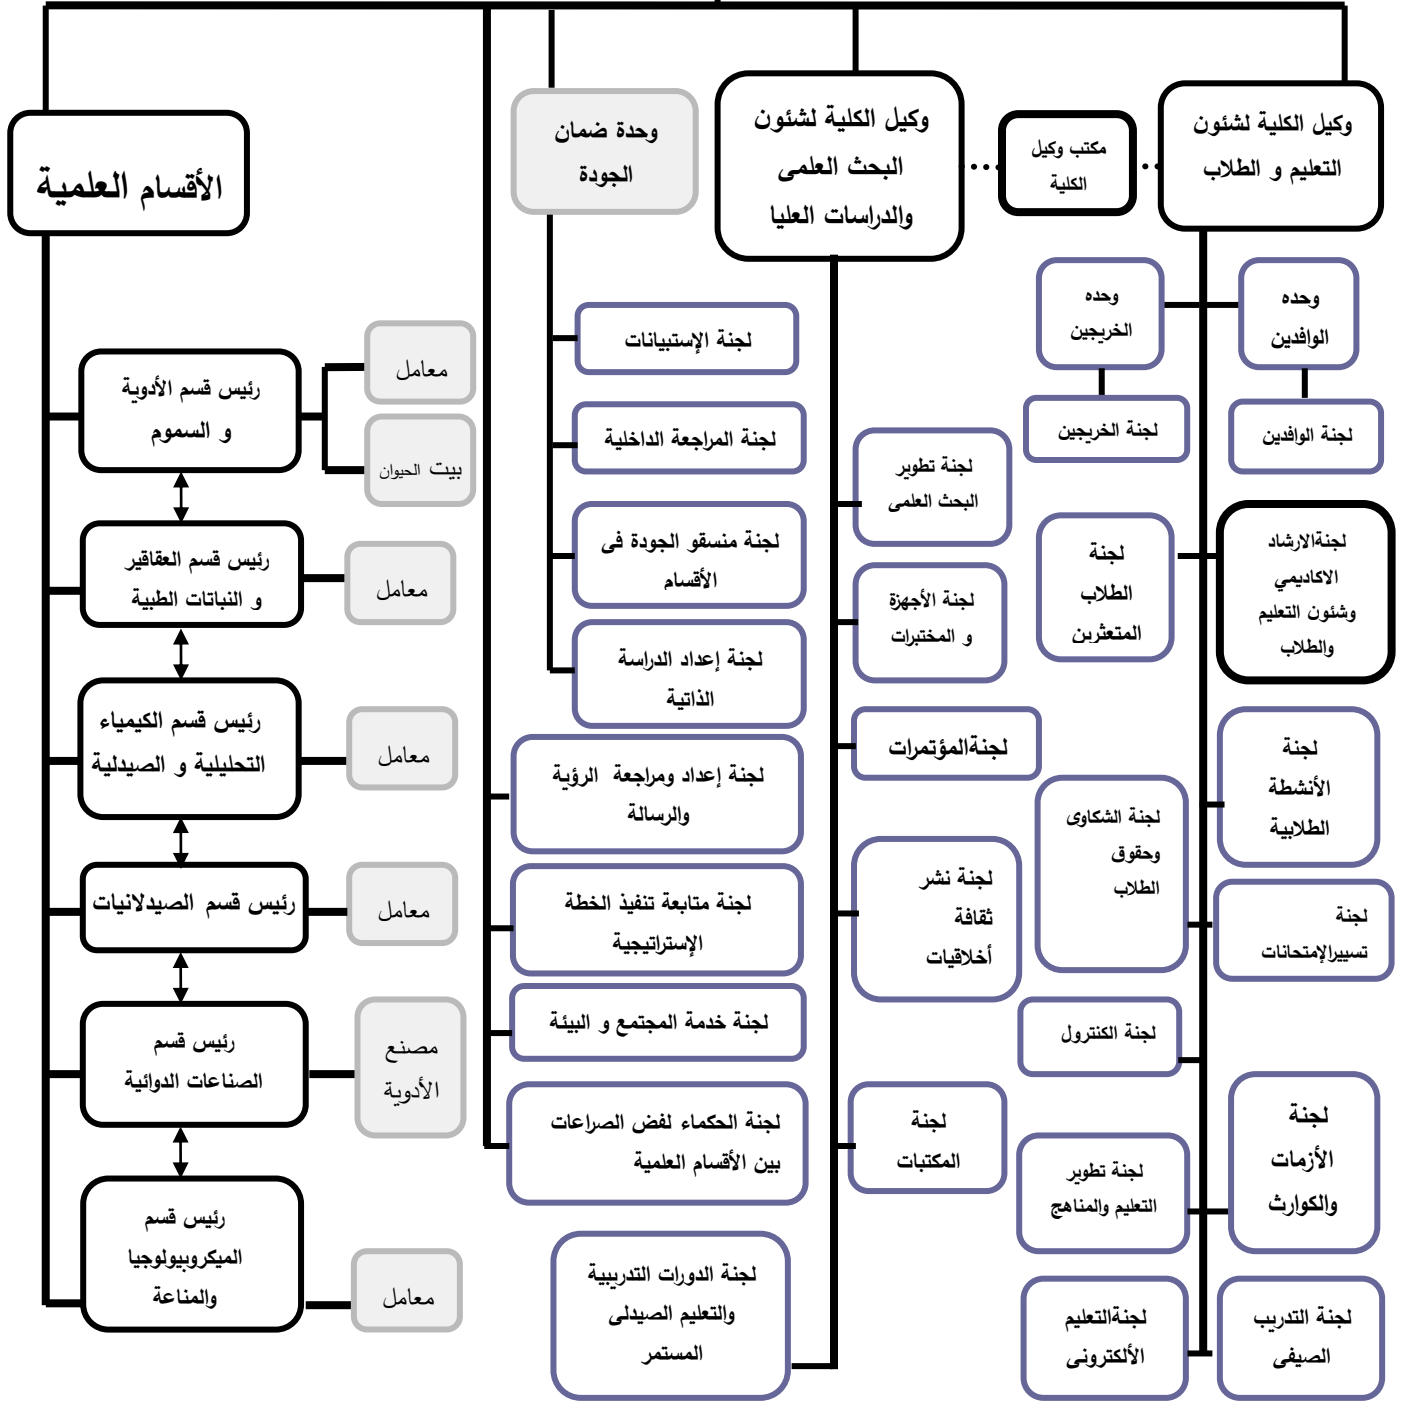 وكيل الكلية لشئون
التعليم و الطلاب
مكتب وكيل
الكلية
وكيل الكلية لشئون
البحث العلمى
والدراسات العليا
وحدة ضمان
الجودة
الأقسام العلمية
وحده
الوافدين
وحده
الخريجين
لجنة الوافدين
لجنة الخريجين
لجنةالارشاد
الاكاديمي
وشئون التعليم
والطلاب
لجنة
الطلاب
المتعثرين
لجنة
الأنشطة
الطلابية
لجنة الشكاوى
وحقوق
الطلاب
لجنة
تسييرالإمتحانات
لجنة الكنترول
لجنة
الأزمات
والكوارث
لجنة تطوير
التعليم والمناهج
لجنة التدريب
الصيفى
لجنةالتعليم
الألكترونى
لجنة تطوير
البحث العلمى
لجنة الأجهزة
و المختبرات
لجنةالمؤتمرات
لجنة نشر
ثقافة
أخلاقيات
لجنة
المكتبات
لجنة الدورات التدريبية
والتعليم الصيدلى
المستمر
لجنة الإستبيانات
لجنة المراجعة الداخلية
لجنة منسقو الجودة فى
الأقسام
لجنة إعداد الدراسة
الذاتية
لجنة إعداد ومراجعة الرؤية
والرسالة
لجنة متابعة تنفيذ الخطة
الإستراتيجية
لجنة خدمة المجتمع و البيئة
لجنة الحكماء لفض الصراعات
بين الأقسام العلمية
رئيس قسم الأدوية
و السموم
معامل
بيت الحيوان
رئيس قسم العقاقير
و النباتات الطبية
معامل
رئيس قسم الكيمياء
التحليلية و الصيدلية
معامل
رئيس قسم الصيدلانيات
معامل
رئيس قسم
الصناعات الدوائية
مصنع
الأدوية
رئيس قسم
الميكروبيولوجيا
والمناعة
معامل